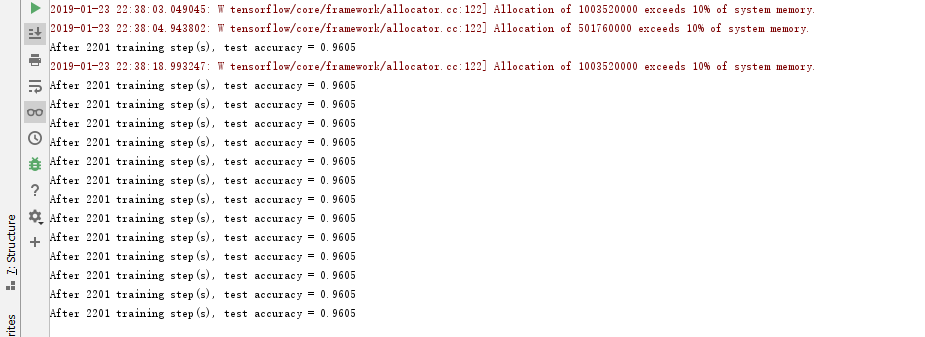 2019-01-23 22:38:03.049045: W tensorflow/core/framework/allocator.cc:122] Allocation of 1003520000 exceeds 10% of system memory.
2019-01-23 22:38:04.943802: W tensorflow/core/framework/allocator.cc:122] Allocation of 501760000 exceeds 10% of system memory.
After 2201 training step(s), test accuracy = 0.9605
2019-01-23 22:38:18.993247: W tensorflow/core/framework/allocator.cc:122] Allocation of 1003520000 exceeds 10% of system memory.
After 2201 training step(s), test accuracy = 0.9605
After 2201 training step(s), test accuracy = 0.9605
After 2201 training step(s), test accuracy = 0.9605
After 2201 training step(s), test accuracy = 0.9605
After 2201 training step(s), test accuracy = 0.9605
After 2201 training step(s), test accuracy = 0.9605
After 2201 training step(s), test accuracy = 0.9605
After 2201 training step(s), test accuracy = 0.9605
After 2201 training step(s), test accuracy = 0.9605
After 2201 training step(s), test accuracy = 0.9605
After 2201 training step(s), test accuracy = 0.9605
After 2201 training step(s), test accuracy = 0.9605
After 2201 training step(s), test accuracy = 0.9605
7: Structure
rites